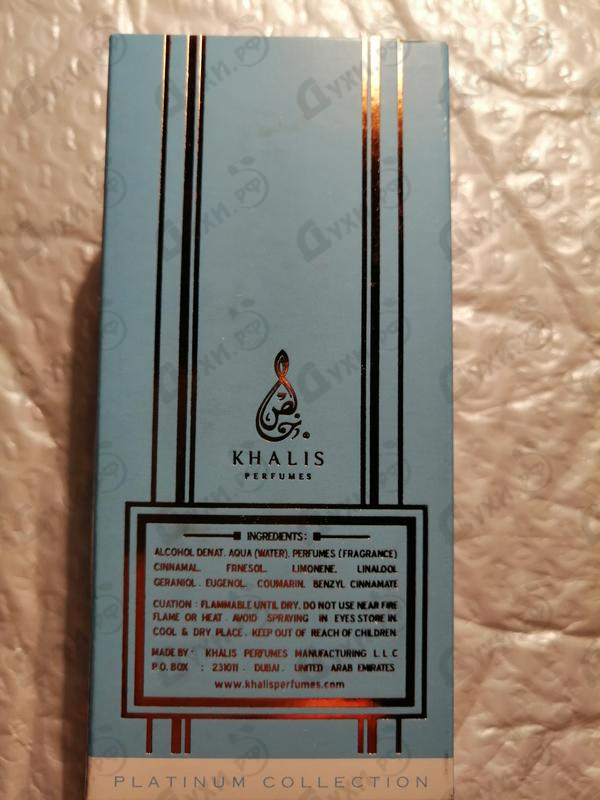 خالص
KHALIS
PERFUMES
INGREDIENTS:
ALCOHOL DENAT. AQUA (WATER). PERFUMES (FRAGRANCE)
CINNAMAL. FRNESOL. LIMONENE. LINALOOL
GERANIOL. EUGENOL. COUMARIN. BENZYL CINNAMATE
CUATION : FLAMMABLE UNTIL DRY. DO NOT USE NEAR FIRE
FLAME OR HEAT. AVOID SPRAYING IN EYES STORE IN.
COOL & DRY PLACE. KEEP OUT OF REACH OF CHILDREN.
MADE BY: KHALIS PERFUMES MANUFACTURING L L C
P.O. BOX : 231011 - DUBAI. UNITED ARAB EMIRATES
www.khalisperfumes.com
PLATINUM COLLECTION
Духи.рф